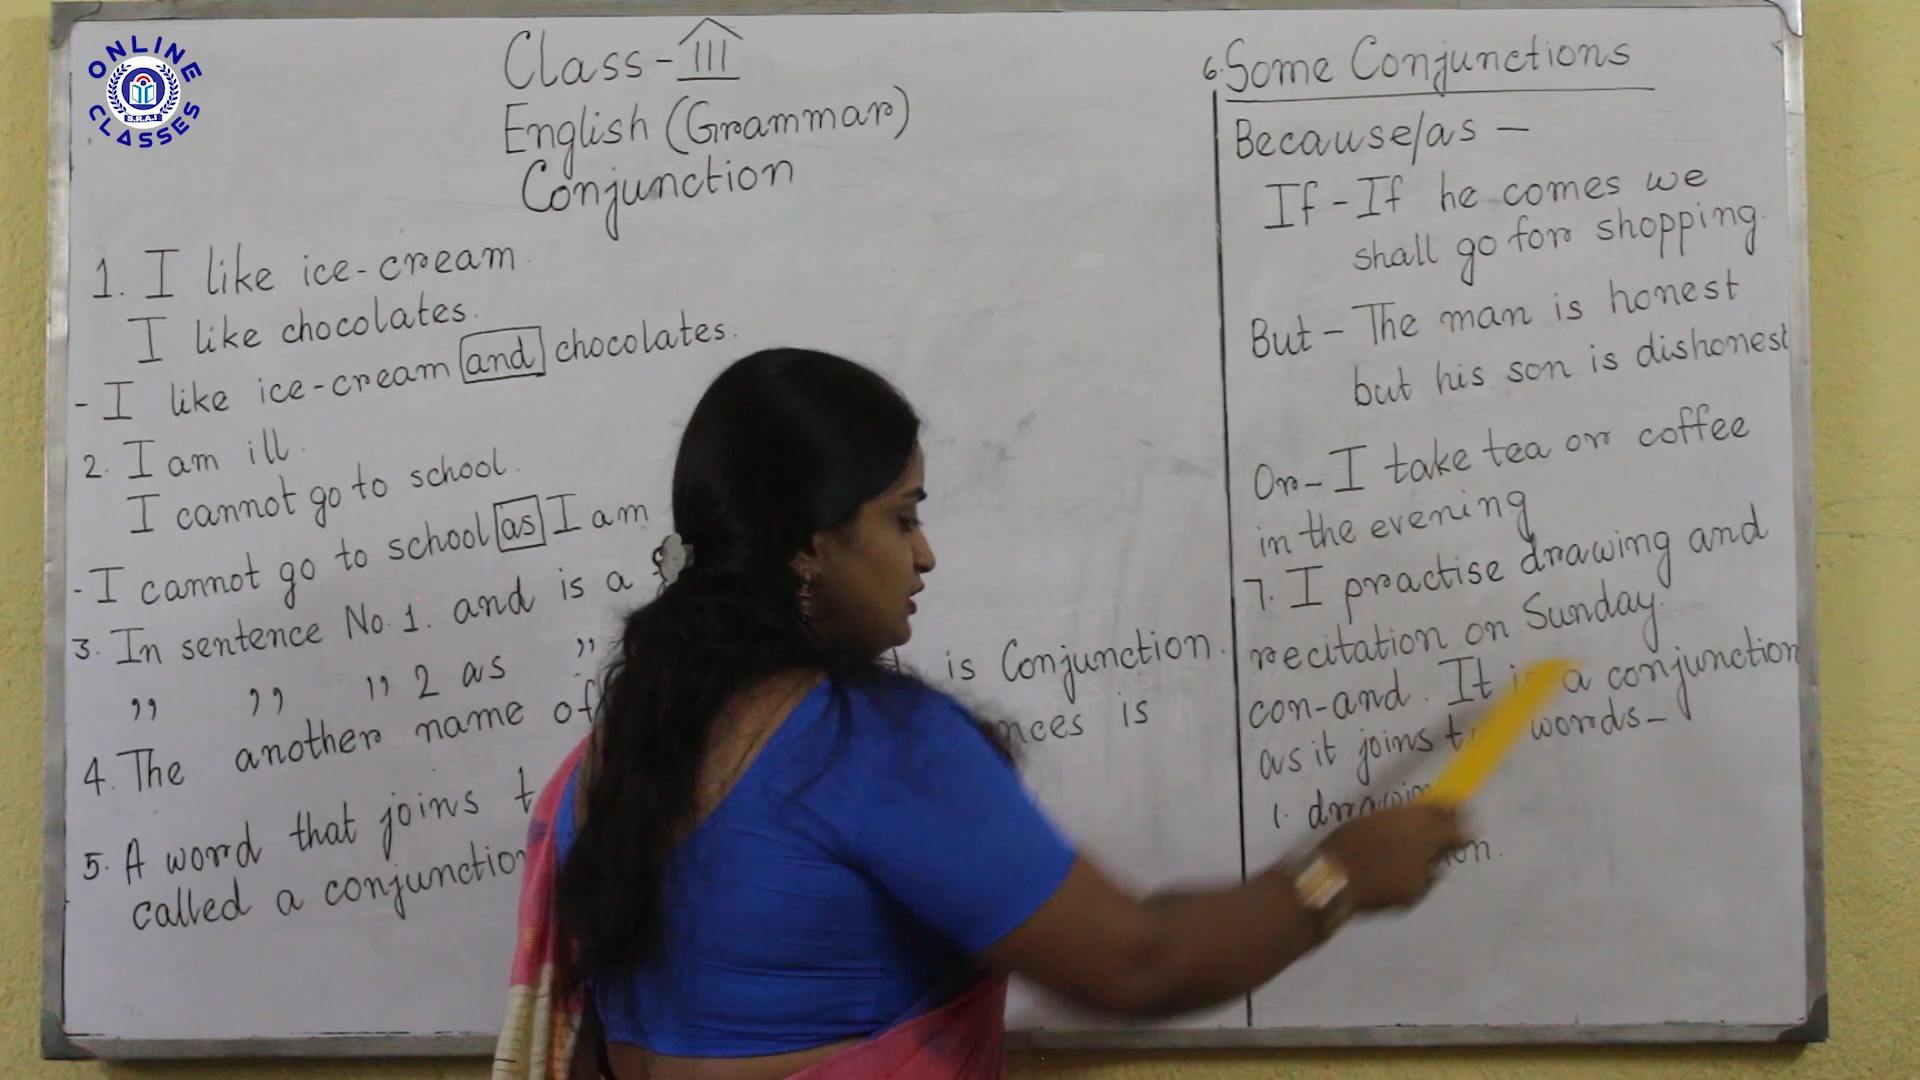 ONLINE
CLASSES
S.R.A.J
Class - III
English (Grammar)
Conjunction
1. I like ice-cream.
I like chocolates.
- I like ice-cream and chocolates.
2. I am ill.
I cannot go to school.
- I cannot go to school as I am
3. In sentence No. 1. and is a
,, ,, ,, 2 as ,,
4. The another name of is Conjunction.
5. A word that joins is
called a conjunction
6. Some Conjunctions
Because/as —
If - If he comes we
shall go for shopping.
But - The man is honest
but his son is dishonest
Or - I take tea or coffee
in the evening
7. I practise drawing and
recitation on Sunday.
con-and. It is a conjunction
as it joins words -
1. drawing